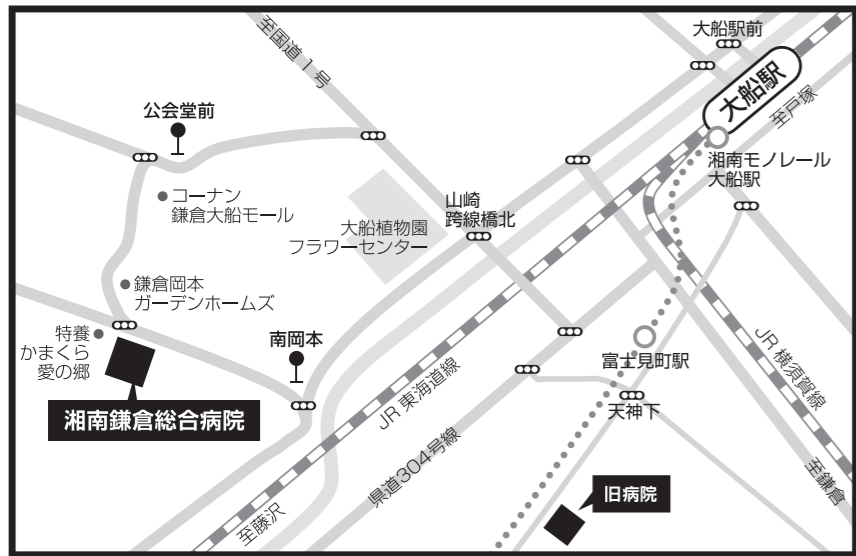 大船駅前
至国道1号
大船駅
至戸塚
公会堂前
湘南モノレール
大船駅
コーナン
鎌倉大船モール
山崎
跨線橋北
大船植物園
フラワーセンター
鎌倉岡本
ガーデンホームズ
特養
かまくら
愛の郷
南岡本
富士見町駅
JR東海道線
JR横須賀線
天神下
湘南鎌倉総合病院
県道304号線
至鎌倉
旧病院
至藤沢